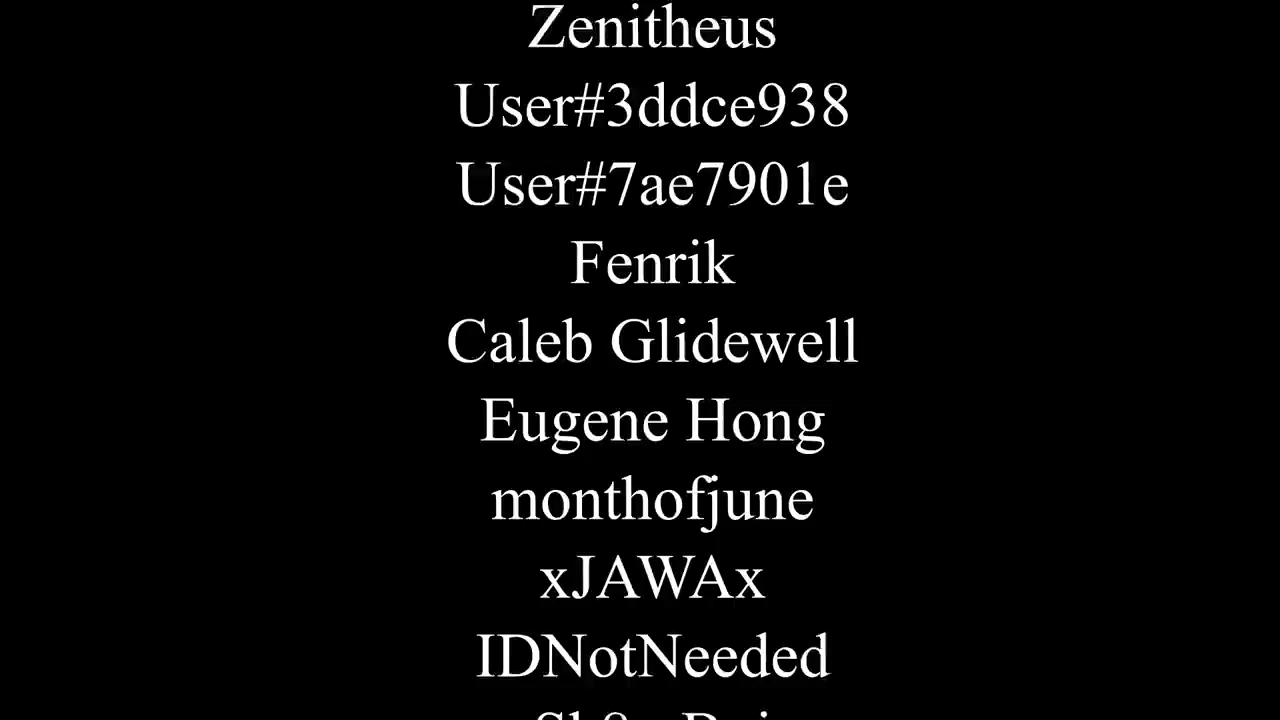 Zenitheus
User#3ddce938
User#7ae7901e
Fenrik
Caleb Glidewell
Eugene Hong
monthofjune
xJAWAx
IDNotNeeded